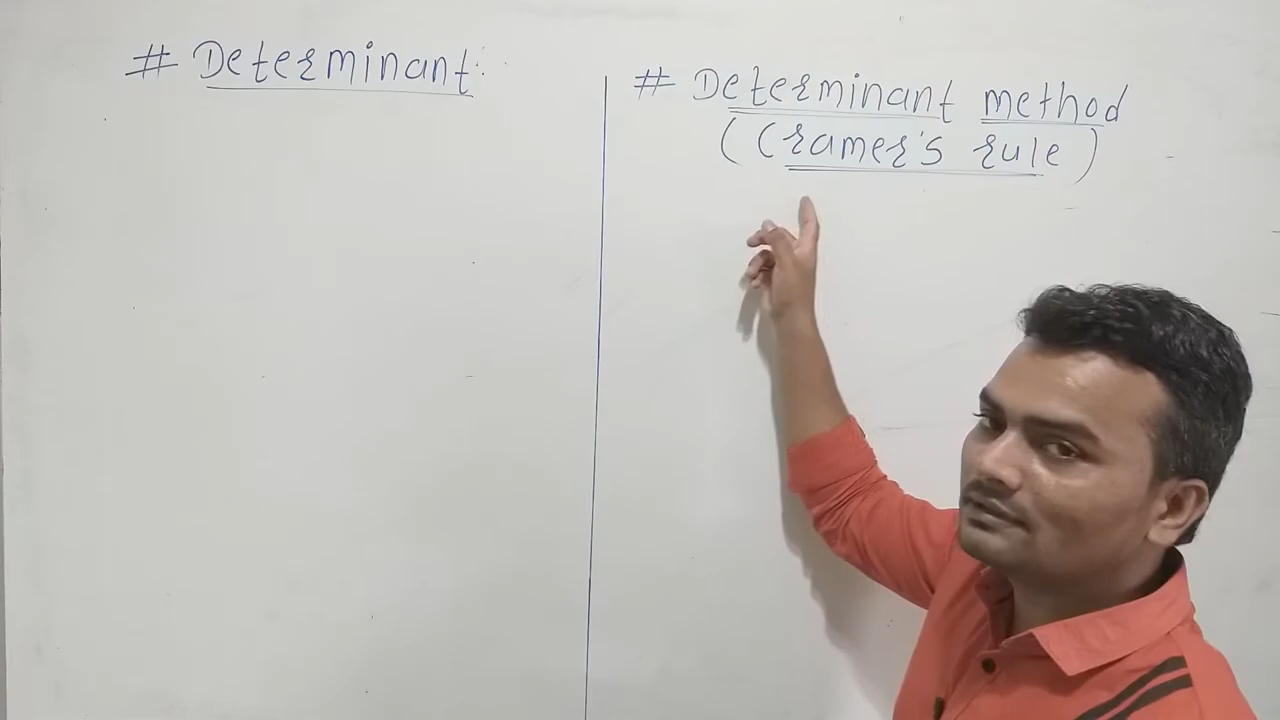 # Determinant:
# Determinant method
(Cramer's rule)